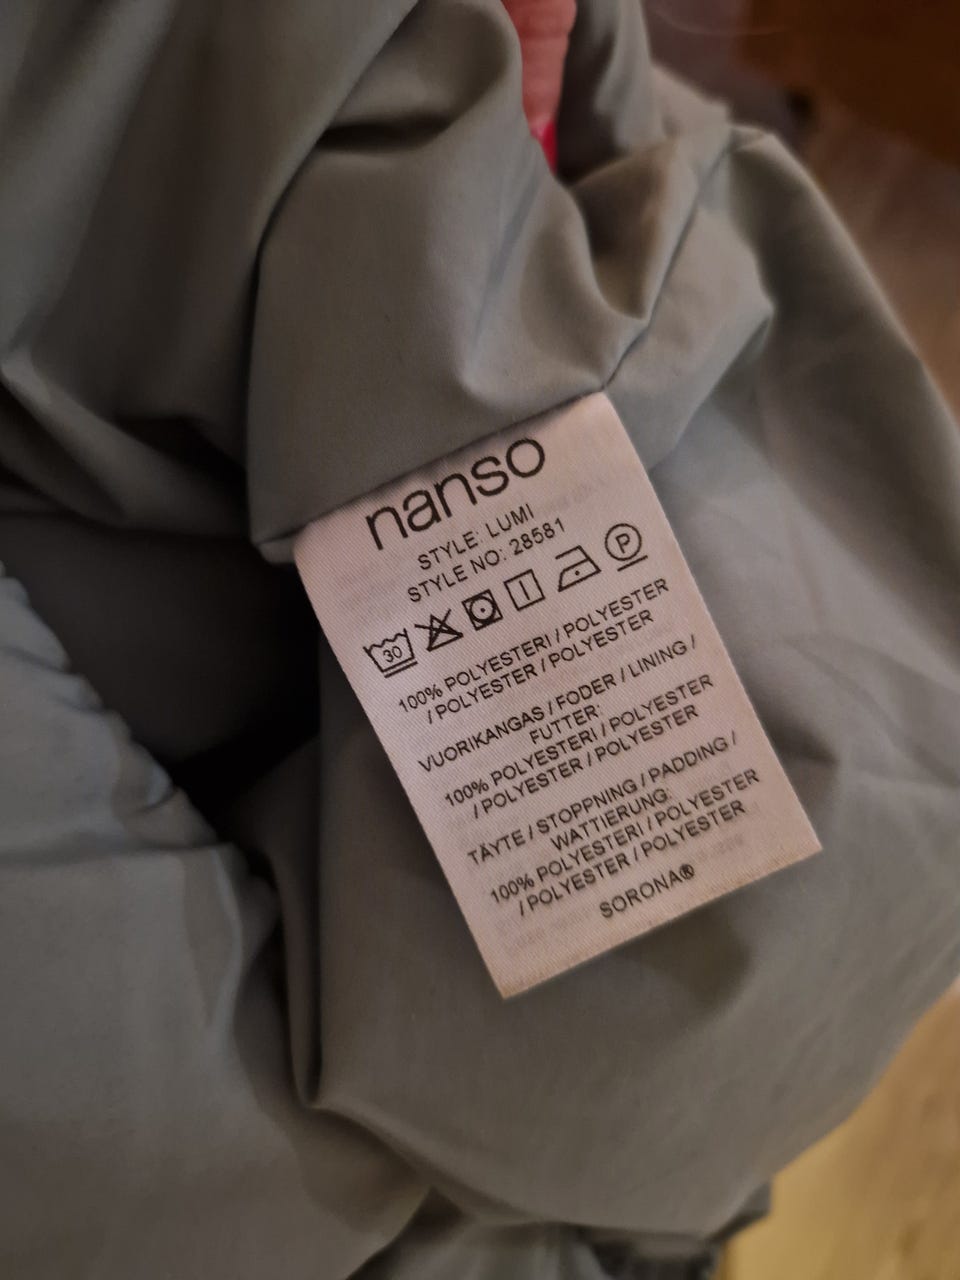 nanso
STYLE: LUMI
STYLE NO: 28581
30 P
100% POLYESTERI / POLYESTER
/ POLYESTER / POLYESTER
VUORIKANGAS / FODER / LINING /
FUTTER:
100% POLYESTERI / POLYESTER
/ POLYESTER / POLYESTER
TÄYTE / STOPPNING / PADDING /
WATTIERUNG:
100% POLYESTERI / POLYESTER
/ POLYESTER / POLYESTER
SORONA®